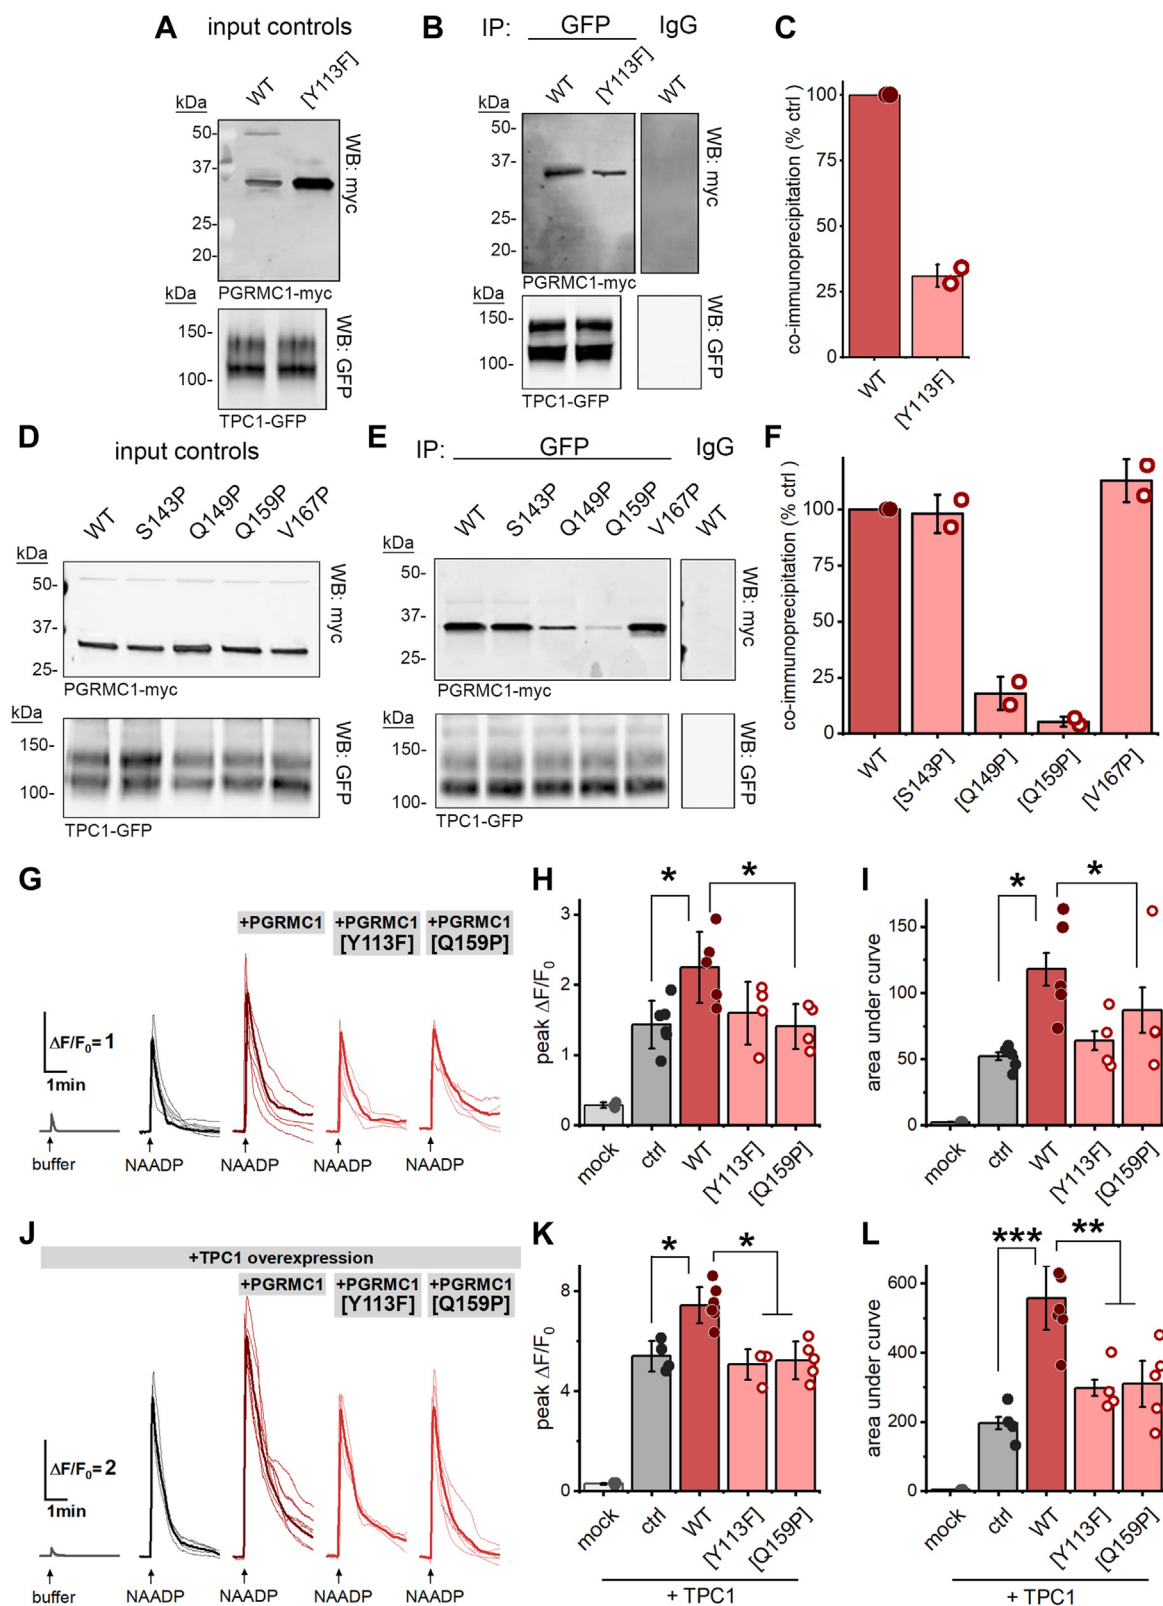 A
input controls
WT
[Y113F]
kDa
50-
37-
25-
20-
WB: myc
PGRMC1-myc
kDa
150-
100-
WB: GFP
TPC1-GFP
B
IP:
GFP
IgG
WT
[Y113F]
WT
kDa
50-
37-
25-
20-
WB: myc
PGRMC1-myc
kDa
150-
100-
WB: GFP
TPC1-GFP
C
co-immunoprecipitation (% ctrl )
100
75
50
25
0
WT
[Y113F]
D
input controls
WT
S143P
Q149P
Q159P
V167P
kDa
50-
37-
25-
WB: myc
PGRMC1-myc
kDa
150-
100-
WB: GFP
TPC1-GFP
E
IP:
GFP
IgG
WT
S143P
Q149P
Q159P
V167P
WT
kDa
50-
37-
25-
WB: myc
PGRMC1-myc
kDa
150-
100-
WB: GFP
TPC1-GFP
F
co-immunoprecipitation (% ctrl )
100
75
50
25
0
WT
[S143P]
[Q149P]
[Q159P]
[V167P]
G
+PGRMC1
+PGRMC1
[Y113F]
+PGRMC1
[Q159P]
ΔF/F0= 1
1min
buffer
NAADP
NAADP
NAADP
NAADP
H
peak ΔF/F0
3
2
1
0
*
*
mock
ctrl
WT
[Y113F]
[Q159P]
I
area under curve
150
100
50
0
*
*
mock
ctrl
WT
[Y113F]
[Q159P]
J
+TPC1 overexpression
+PGRMC1
+PGRMC1
[Y113F]
+PGRMC1
[Q159P]
ΔF/F0= 2
1min
buffer
NAADP
NAADP
NAADP
NAADP
K
peak ΔF/F0
8
4
0
*
*
mock
ctrl
WT
[Y113F]
[Q159P]
+ TPC1
L
area under curve
600
400
200
0
***
**
mock
ctrl
WT
[Y113F]
[Q159P]
+ TPC1